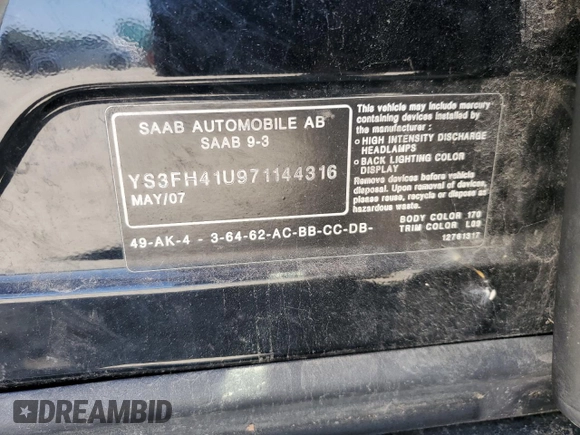 SAAB AUTOMOBILE AB
SAAB 9-3
YS3FH41U971144316
MAY/07
49-AK-4 - 3-64-62-AC-BB-CC-DB-
This vehicle may include mercury
containing devices installed by
the manufacturer :
o HIGH INTENSITY DISCHARGE
HEADLAMPS
o BACK LIGHTING COLOR
DISPLAY
Remove devices before vehicle
disposal. Upon removal of devices,
please reuse, recycle or dispose as
hazardous waste.
BODY COLOR 170
TRIM COLOR L09
12761317
DREAMBID